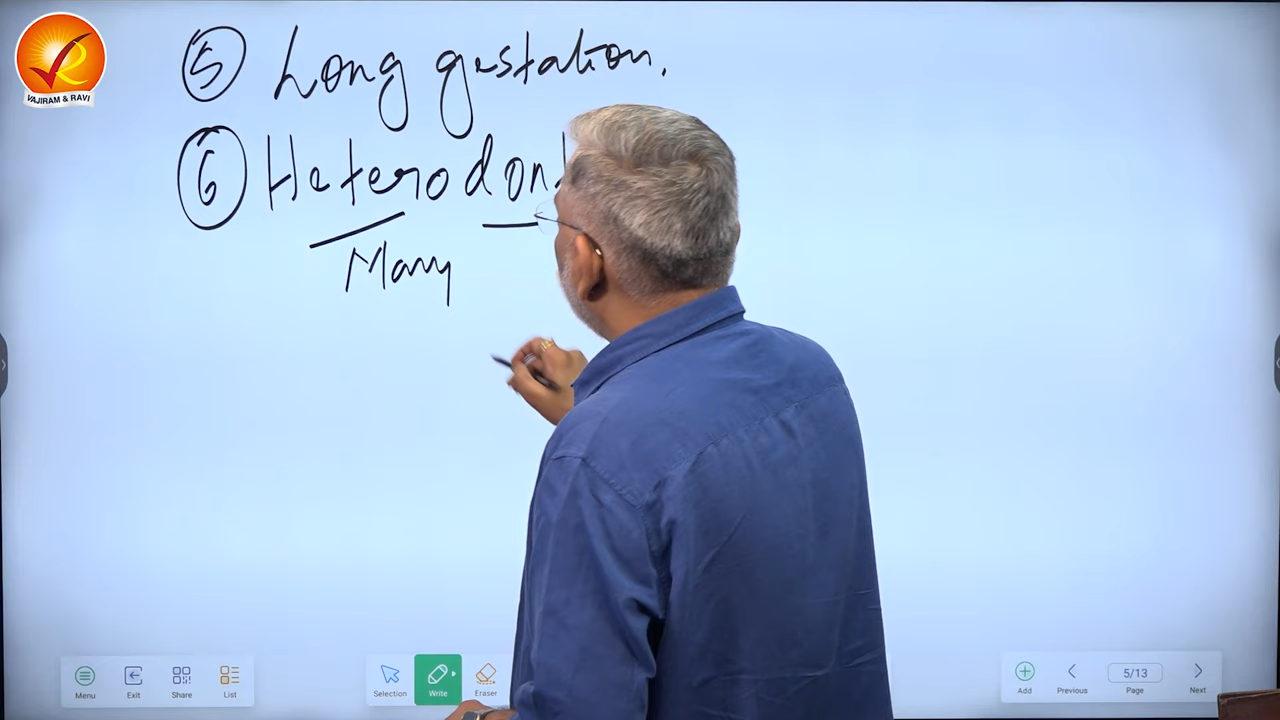 VAJIRAM & RAVI
5 Long gestation.
6 Heterodont
Many
Menu
Exit
Share
List
Selection
Write
Eraser
Add
Previous
5/13
Page
Next